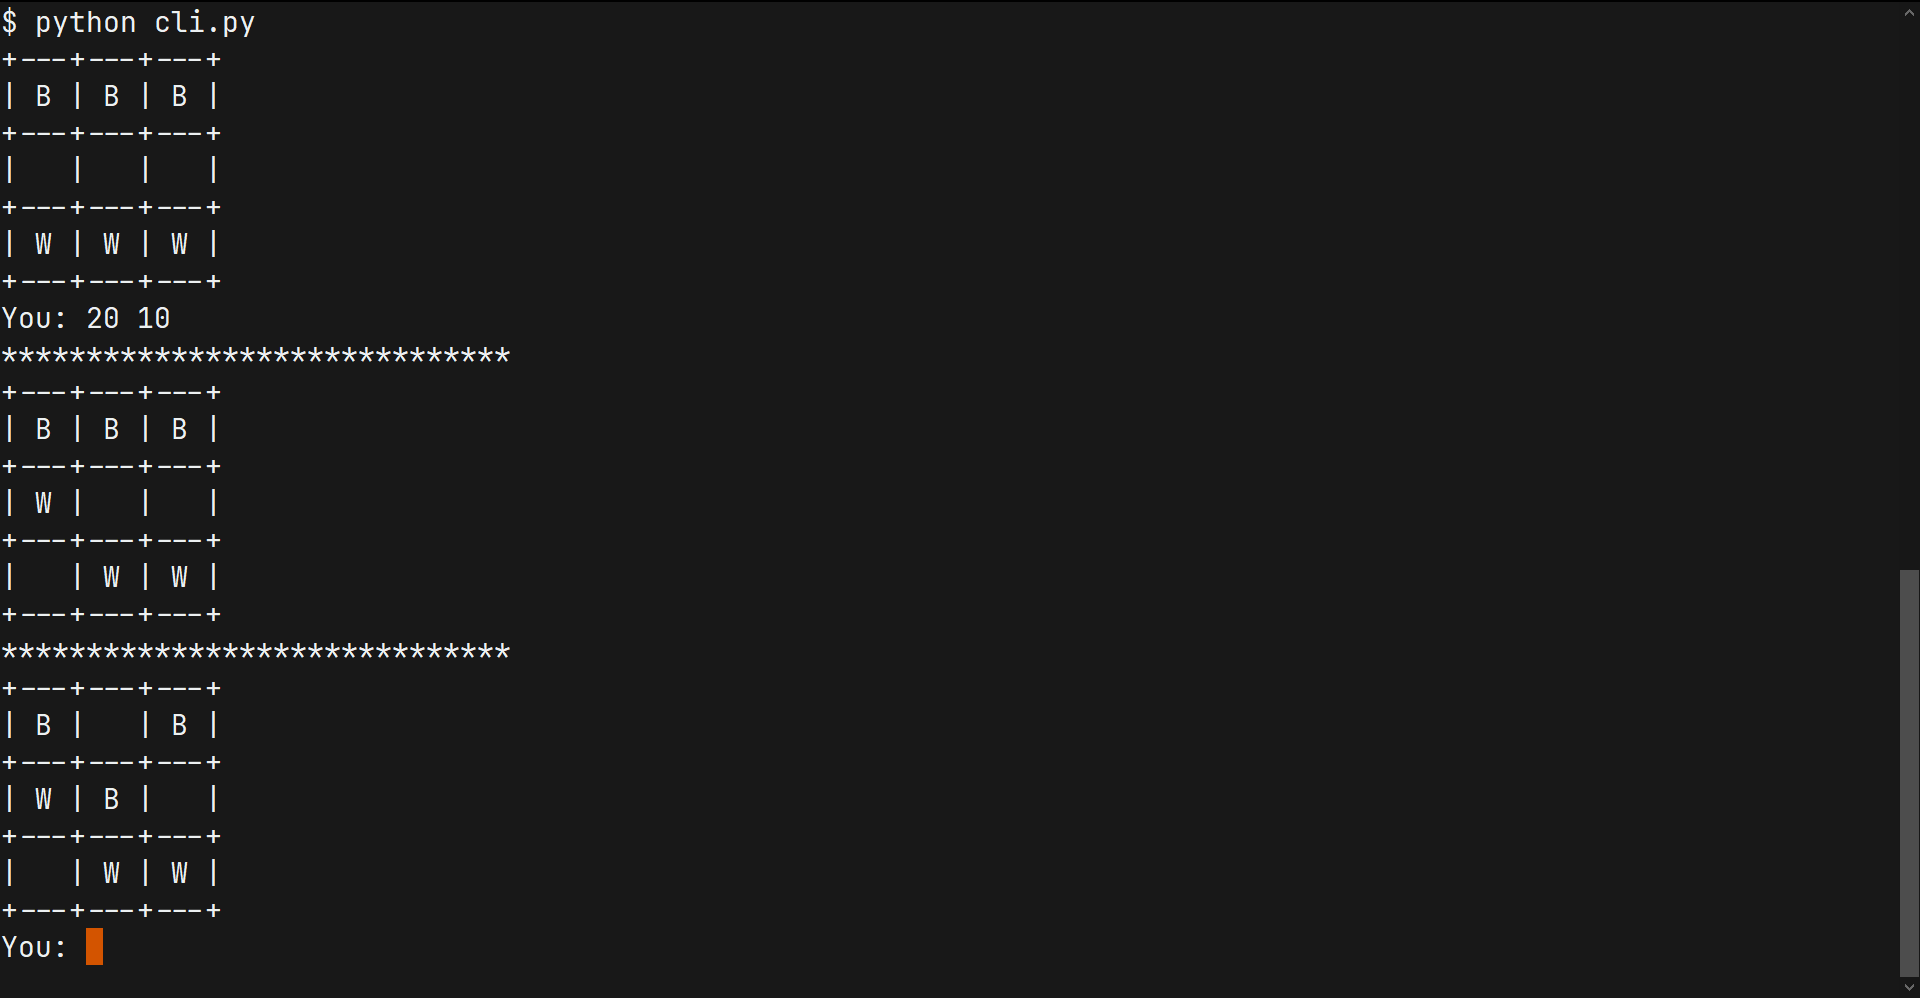 $ python cli.py
+---+---+---+
| B | B | B |
+---+---+---+
|   |   |   |
+---+---+---+
| W | W | W |
+---+---+---+
You: 20 10
******************************
+---+---+---+
| B | B | B |
+---+---+---+
| W |   |   |
+---+---+---+
|   | W | W |
+---+---+---+
******************************
+---+---+---+
| B |   | B |
+---+---+---+
| W | B |   |
+---+---+---+
|   | W | W |
+---+---+---+
You: